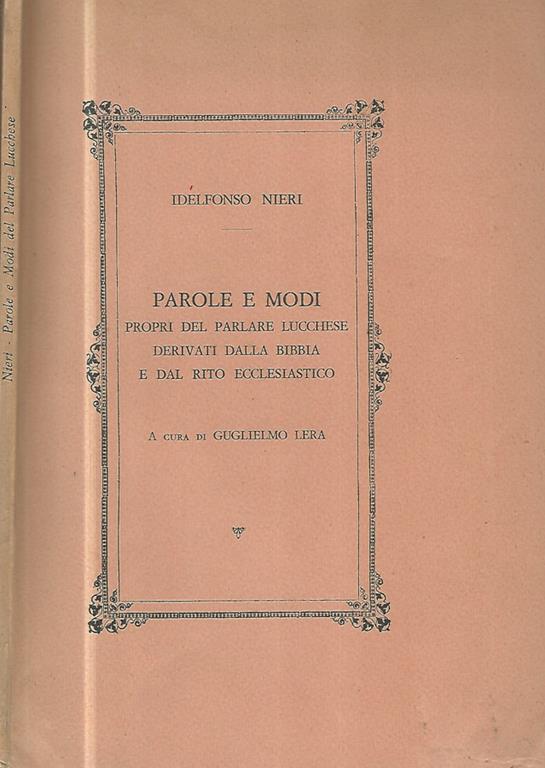 Nieri - Parole e Modi del Parlare Lucchese
IDELFONSO NIERI
PAROLE E MODI
PROPRI DEL PARLARE LUCCHESE
DERIVATI DALLA BIBBIA
E DAL RITO ECCLESIASTICO
A CURA DI GUGLIELMO LERA